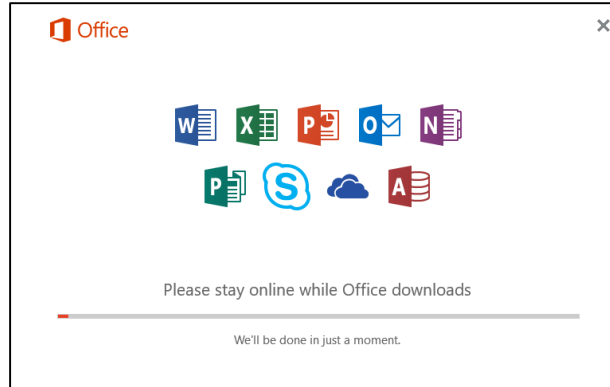 Office
W X P O N
P S A
Please stay online while Office downloads
We'll be done in just a moment.